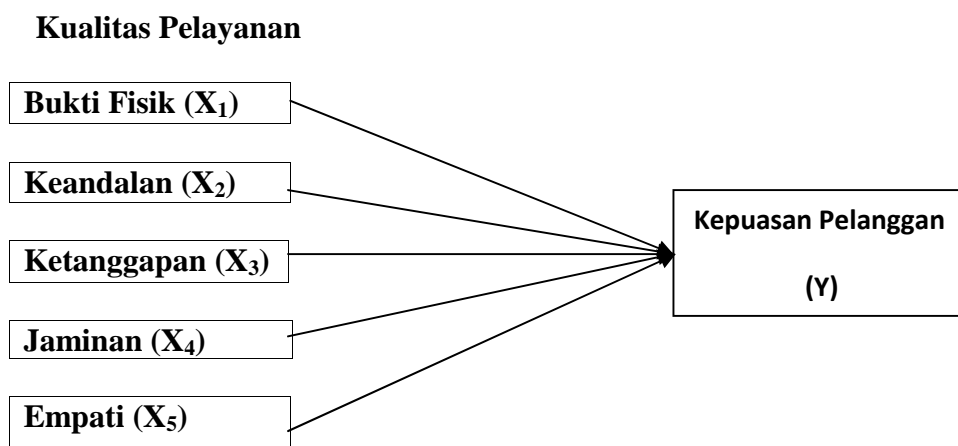 Kualitas Pelayanan
Bukti Fisik (X₁)
Keandalan (X₂)
Ketanggapan (X₃)
Jaminan (X₄)
Empati (X₅)
Kepuasan Pelanggan
(Y)